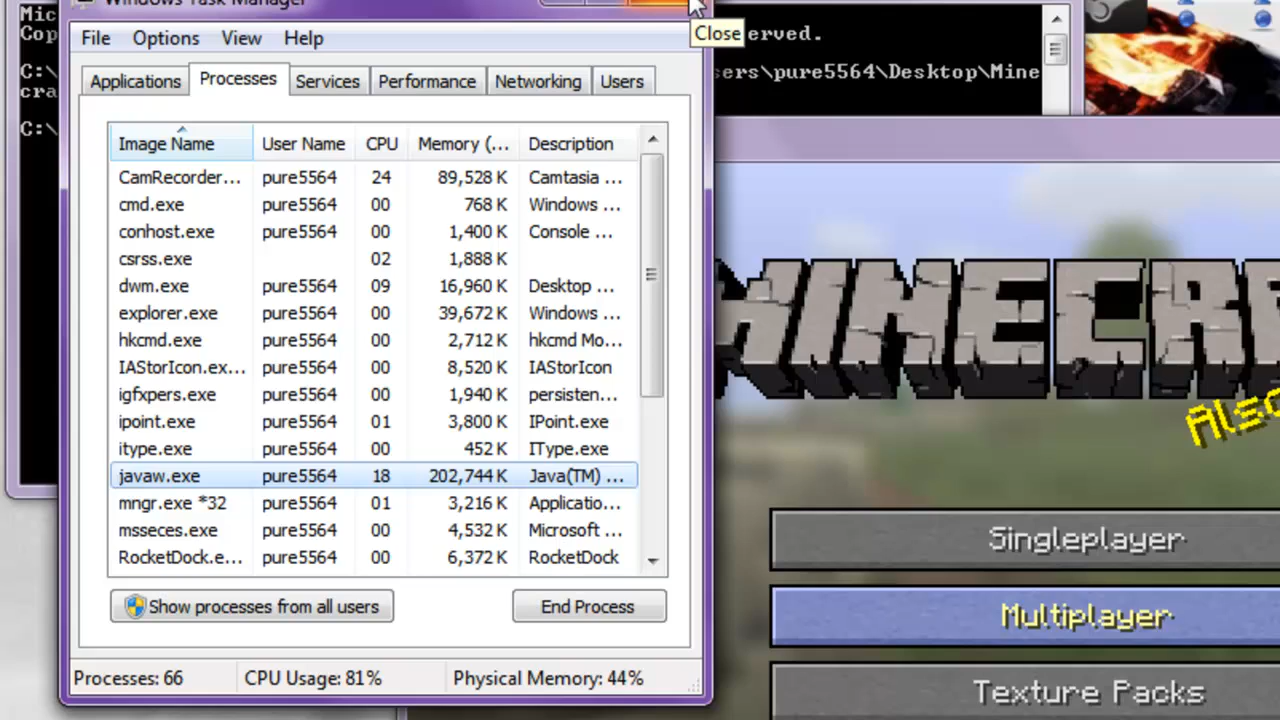 Windows Task Manager
Close
File Options View Help
Applications Processes Services Performance Networking Users
Image Name User Name CPU Memory (... Description
CamRecorder... pure5564 24 89,528 K Camtasia ...
cmd.exe pure5564 00 768 K Windows ...
conhost.exe pure5564 00 1,400 K Console ...
csrss.exe 02 1,888 K
dwm.exe pure5564 09 16,960 K Desktop ...
explorer.exe pure5564 00 39,672 K Windows ...
hkcmd.exe pure5564 00 2,712 K hkcmd Mo...
IAStorIcon.ex... pure5564 00 8,520 K IAStorIcon
igfxpers.exe pure5564 00 1,940 K persisten...
ipoint.exe pure5564 01 3,800 K IPoint.exe
itype.exe pure5564 00 452 K IType.exe
javaw.exe pure5564 18 202,744 K Java(TM) ...
mngr.exe *32 pure5564 01 3,216 K Applicatio...
msseces.exe pure5564 00 4,532 K Microsoft ...
RocketDock.e... pure5564 00 6,372 K RocketDock
Show processes from all users End Process
Processes: 66 CPU Usage: 81% Physical Memory: 44%
Mic
Cop erved.
C:\ sers\pure5564\Desktop\Mine
cra
C:\
MINECR
Also
Singleplayer
Multiplayer
Texture Packs